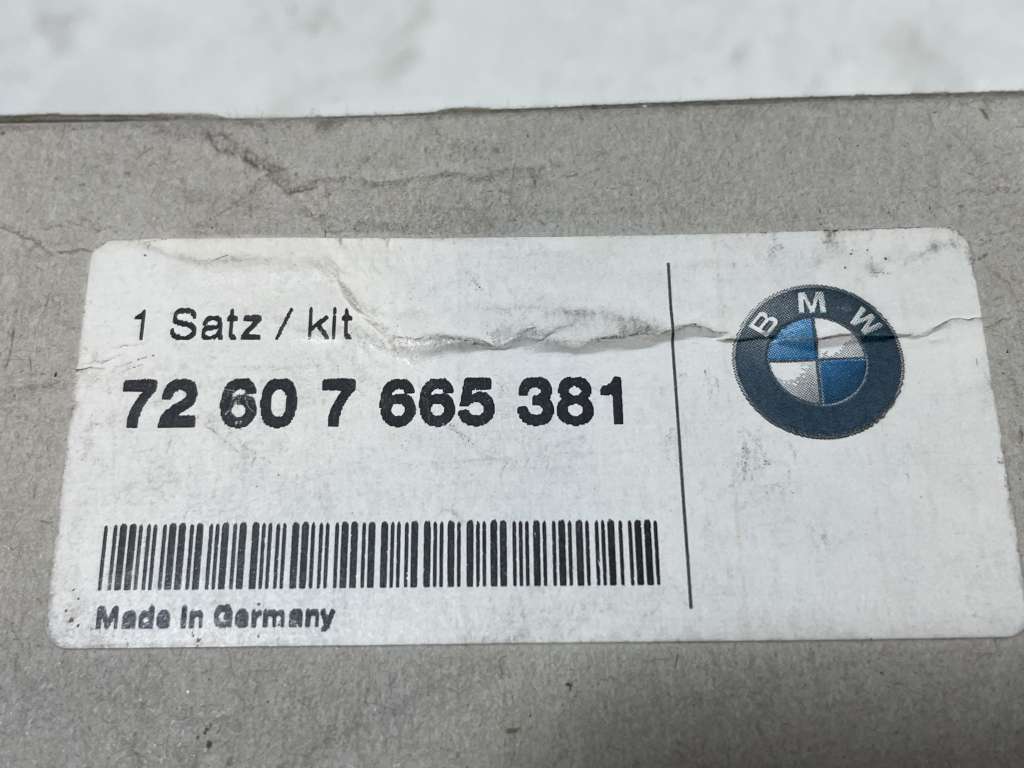 1 Satz / kit
72 60 7 665 381
Made in Germany
BMW